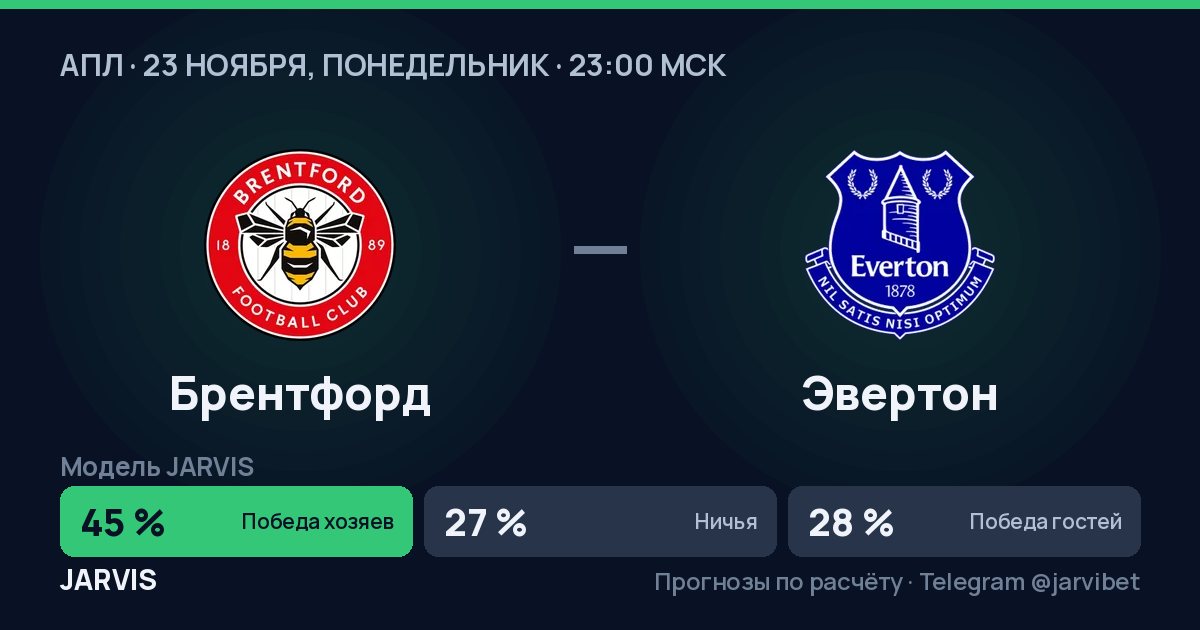 АПЛ · 23 НОЯБРЯ, ПОНЕДЕЛЬНИК · 23:00 МСК
BRENTFORD
18 89
FOOTBALL CLUB
Everton
1878
NIL SATIS NISI OPTIMUM
—
Брентфорд
Эвертон
Модель JARVIS
45 % Победа хозяев
27 % Ничья
28 % Победа гостей
JARVIS
Прогнозы по расчёту · Telegram @jarvibet